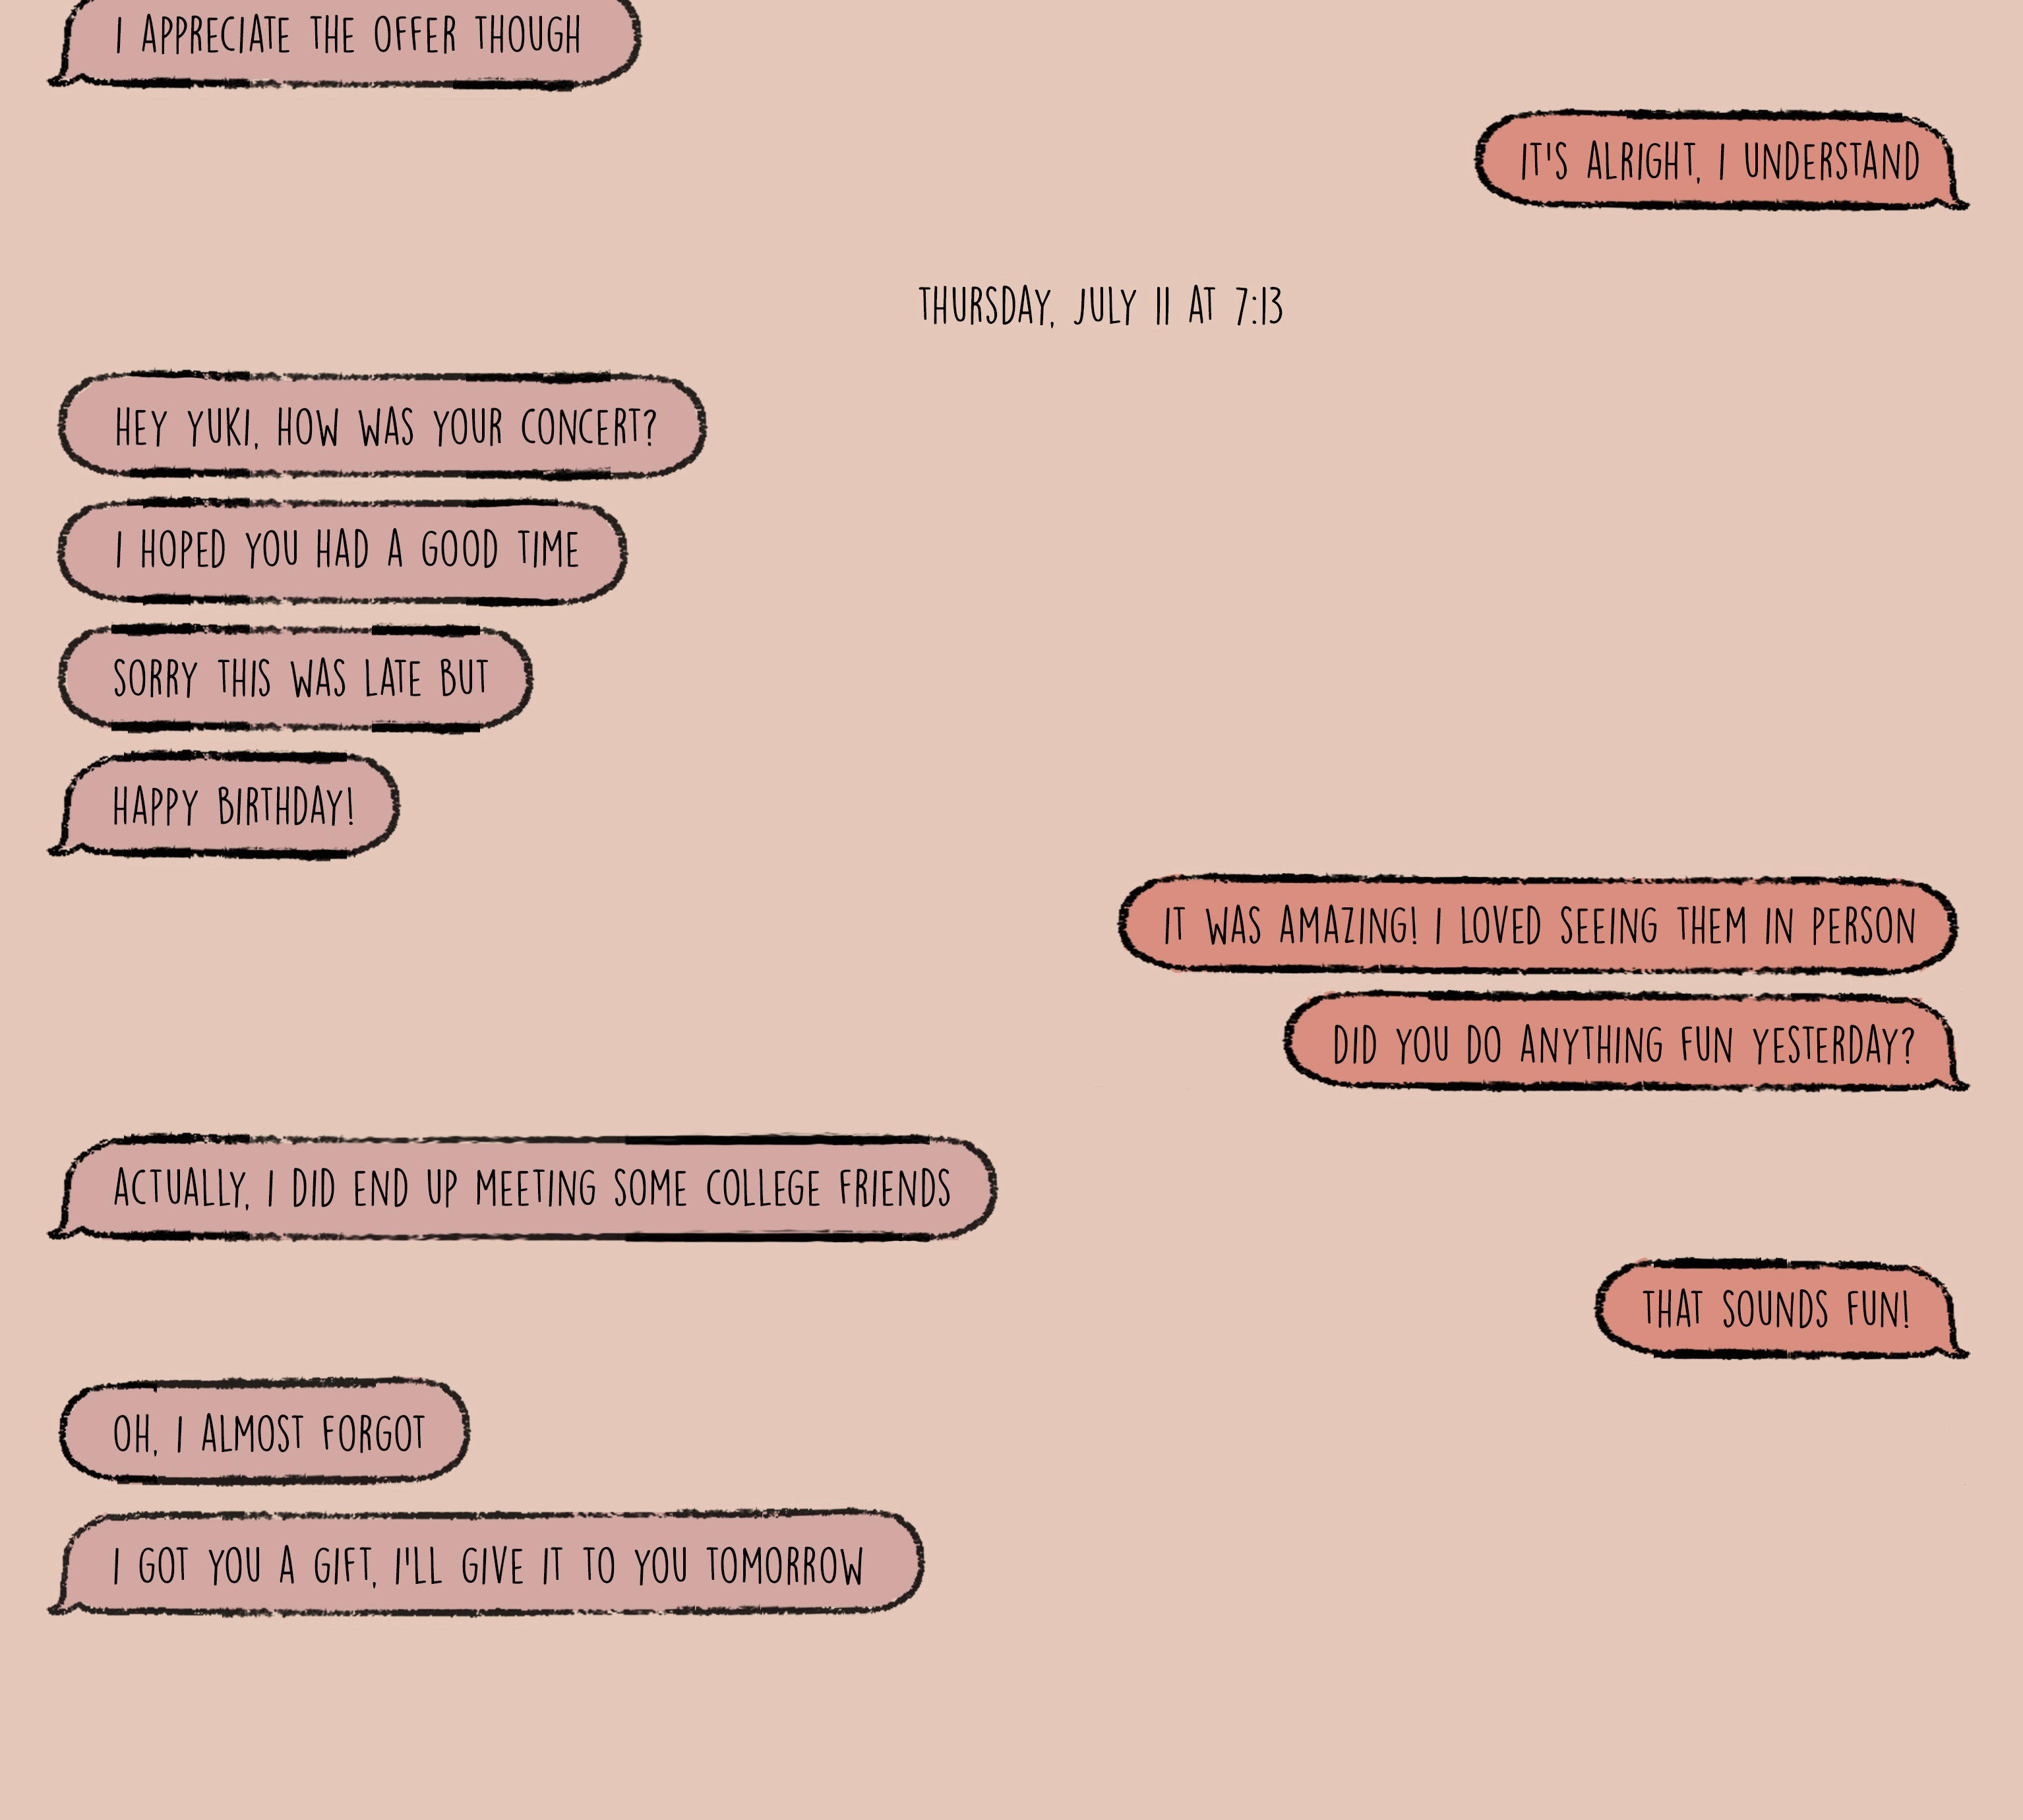 I APPRECIATE THE OFFER THOUGH
IT'S ALRIGHT, I UNDERSTAND
THURSDAY, JULY 11 AT 7:13
HEY YUKI, HOW WAS YOUR CONCERT?
I HOPED YOU HAD A GOOD TIME
SORRY THIS WAS LATE BUT
HAPPY BIRTHDAY!
IT WAS AMAZING! I LOVED SEEING THEM IN PERSON
DID YOU DO ANYTHING FUN YESTERDAY?
ACTUALLY, I DID END UP MEETING SOME COLLEGE FRIENDS
THAT SOUNDS FUN!
OH, I ALMOST FORGOT
I GOT YOU A GIFT, I'LL GIVE IT TO YOU TOMORROW